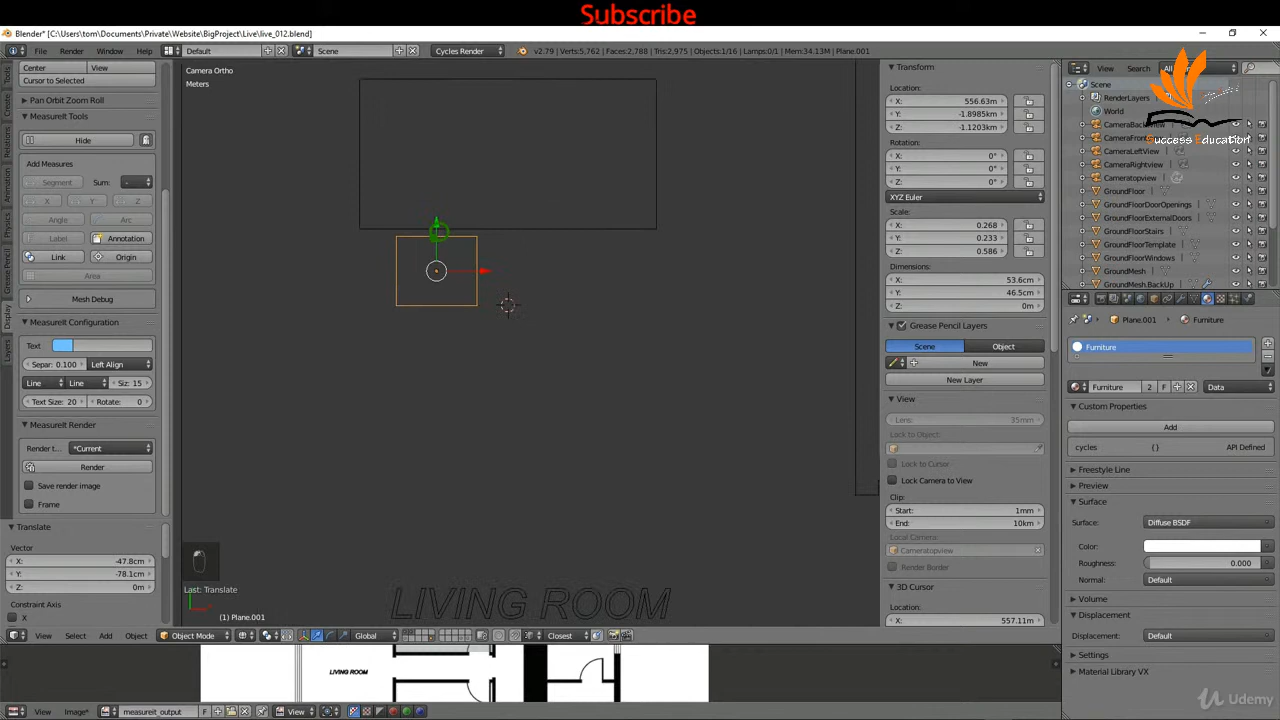 Subscribe
Blender* [C:\Users\tom\Documents\Private\Website\BigProject\Live\live_012.blend]
File Render Window Help Default Scene Cycles Render v2.79 | Verts:5,762 | Faces:2,788 | Tris:2,975 | Objects:1/16 | Lamps:0/1 | Mem:34.13M | Plane.001
Center View
Cursor to Selected
Pan Orbit Zoom Roll
MeasureIt Tools
Hide
Add Measures
Segment Sum: -
X Y Z
Angle Arc
Label Annotation
Link Origin
Area
Mesh Debug
MeasureIt Configuration
Text
Separ: 0.100 Left Align
Line Line Siz: 15
Text Size: 20 Rotate: 0
MeasureIt Render
Render t... *Current
Render
Save render image
Frame
Translate
Vector
X: -47.8cm
Y: -78.1cm
Z: 0m
Constraint Axis
X
Tools
Create
Relations
Animation
Physics
Grease Pencil
Display
Layers
Camera Ortho
Meters
LIVING ROOM
Last: Translate
(1) Plane.001
View Select Add Object Object Mode Global Closest
Transform
Location:
X: 556.63m
Y: -1.8985km
Z: -1.1203km
Rotation:
X: 0°
Y: 0°
Z: 0°
XYZ Euler
Scale:
X: 0.268
Y: 0.233
Z: 0.586
Dimensions:
X: 53.6cm
Y: 46.5cm
Z: 0m
Grease Pencil Layers
Scene Object
New
New Layer
View
Lens: 35mm
Lock to Object:
Lock to Cursor
Lock Camera to View
Clip:
Start: 1mm
End: 10km
Local Camera:
Cameratopview
Render Border
3D Cursor
Location:
X: 557.11m
View Search All
Scene
RenderLayers
World
CameraLeftView
CameraRightview
Cameratopview
GroundFloor
GroundFloorDoorOpenings
GroundFloorExternalDoors
GroundFloorStairs
GroundFloorTemplate
GroundFloorWindows
GroundMesh
GroundMesh.BackUp
Success Education
Plane.001 Furniture
Furniture
Furniture 2 F Data
Custom Properties
Add
cycles {} API Defined
Freestyle Line
Preview
Surface
Surface: Diffuse BSDF
Color:
Roughness: 0.000
Normal: Default
Volume
Displacement
Displacement: Default
Settings
Material Library VX
LIVING ROOM
View Image* measureit_output F View
Udemy